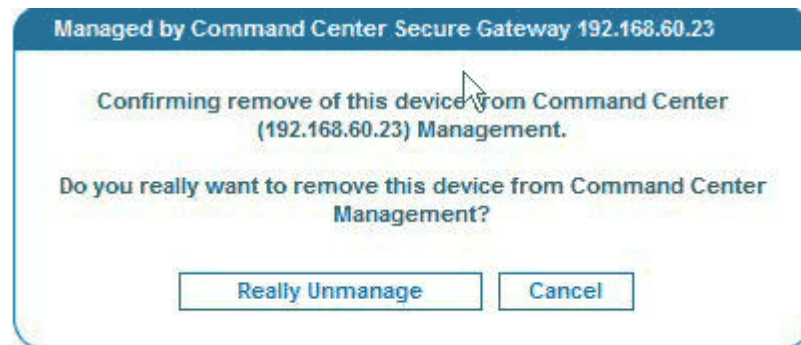 Managed by Command Center Secure Gateway 192.168.60.23
Confirming remove of this device from Command Center
(192.168.60.23) Management.
Do you really want to remove this device from Command Center
Management?
Really Unmanage
Cancel